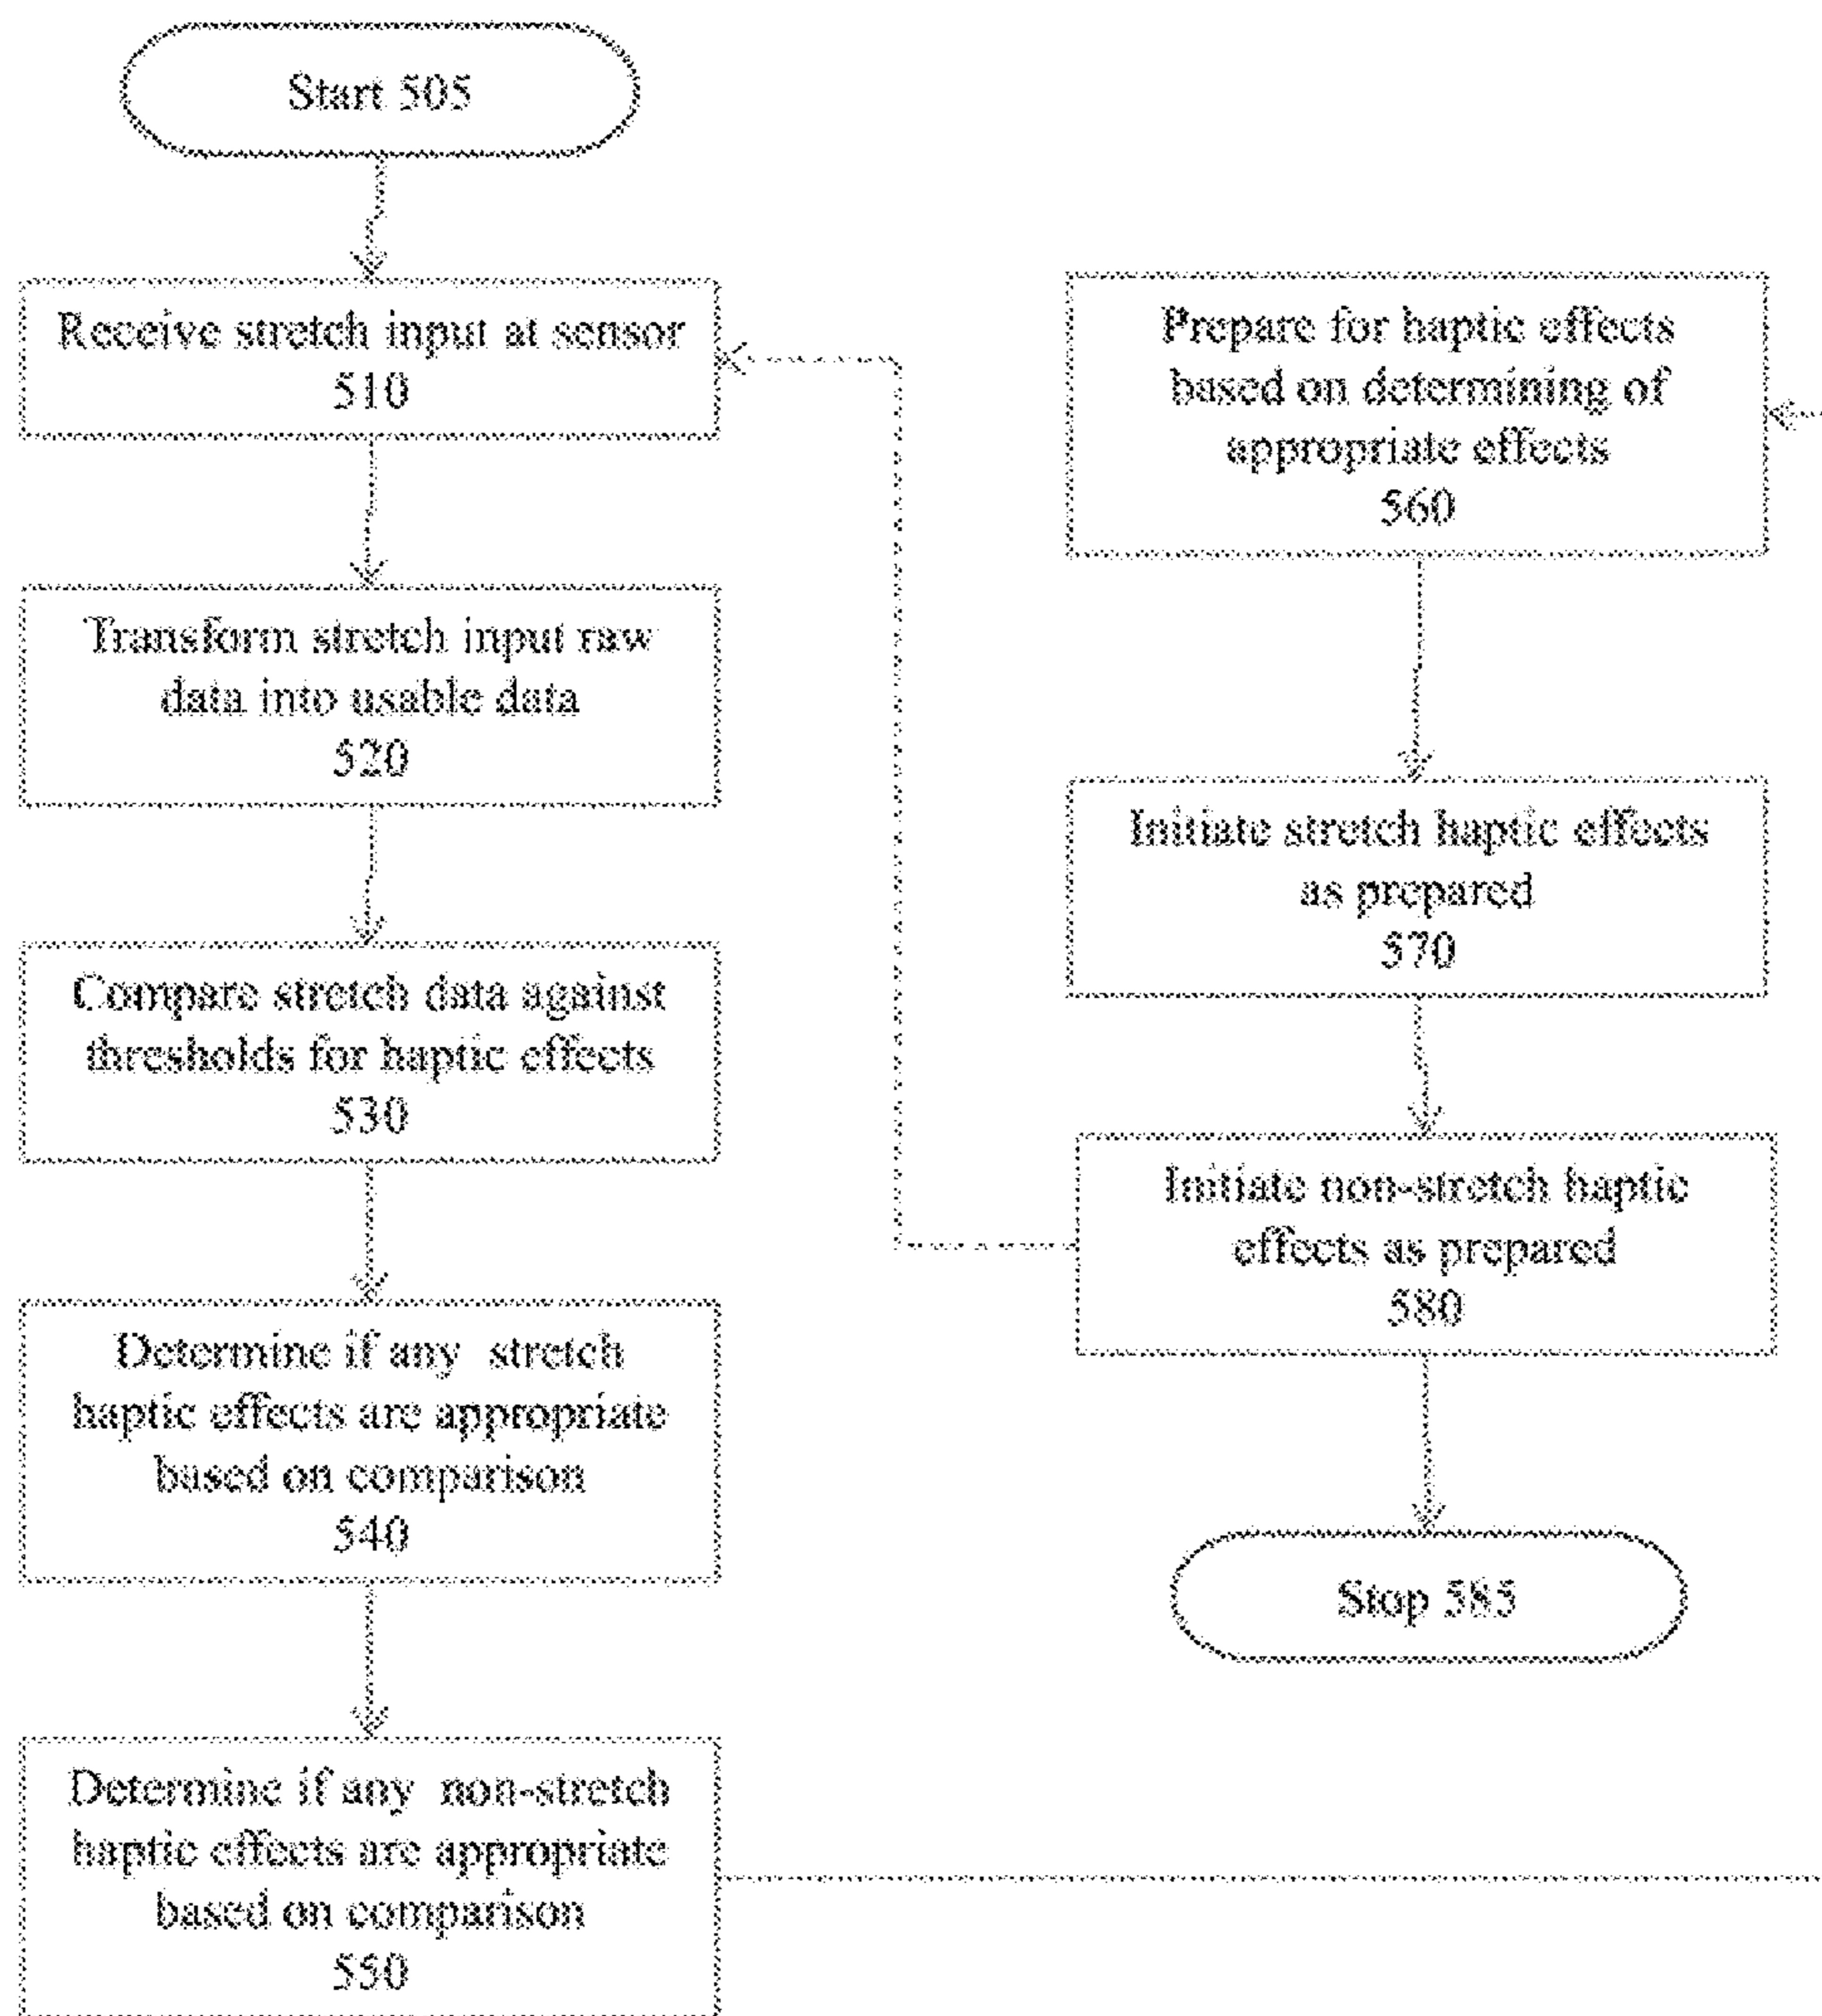 Start 505
Receive stretch input at sensor
510
Transform stretch input raw
data into usable data
520
Compare stretch data against
thresholds for haptic effects
530
Determine if any stretch
haptic effects are appropriate
based on comparison
540
Determine if any non-stretch
haptic effects are appropriate
based on comparison
550
Prepare for haptic effects
based on determining of
appropriate effects
560
Initiate stretch haptic effects
as prepared
570
Initiate non-stretch haptic
effects as prepared
580
Stop 585